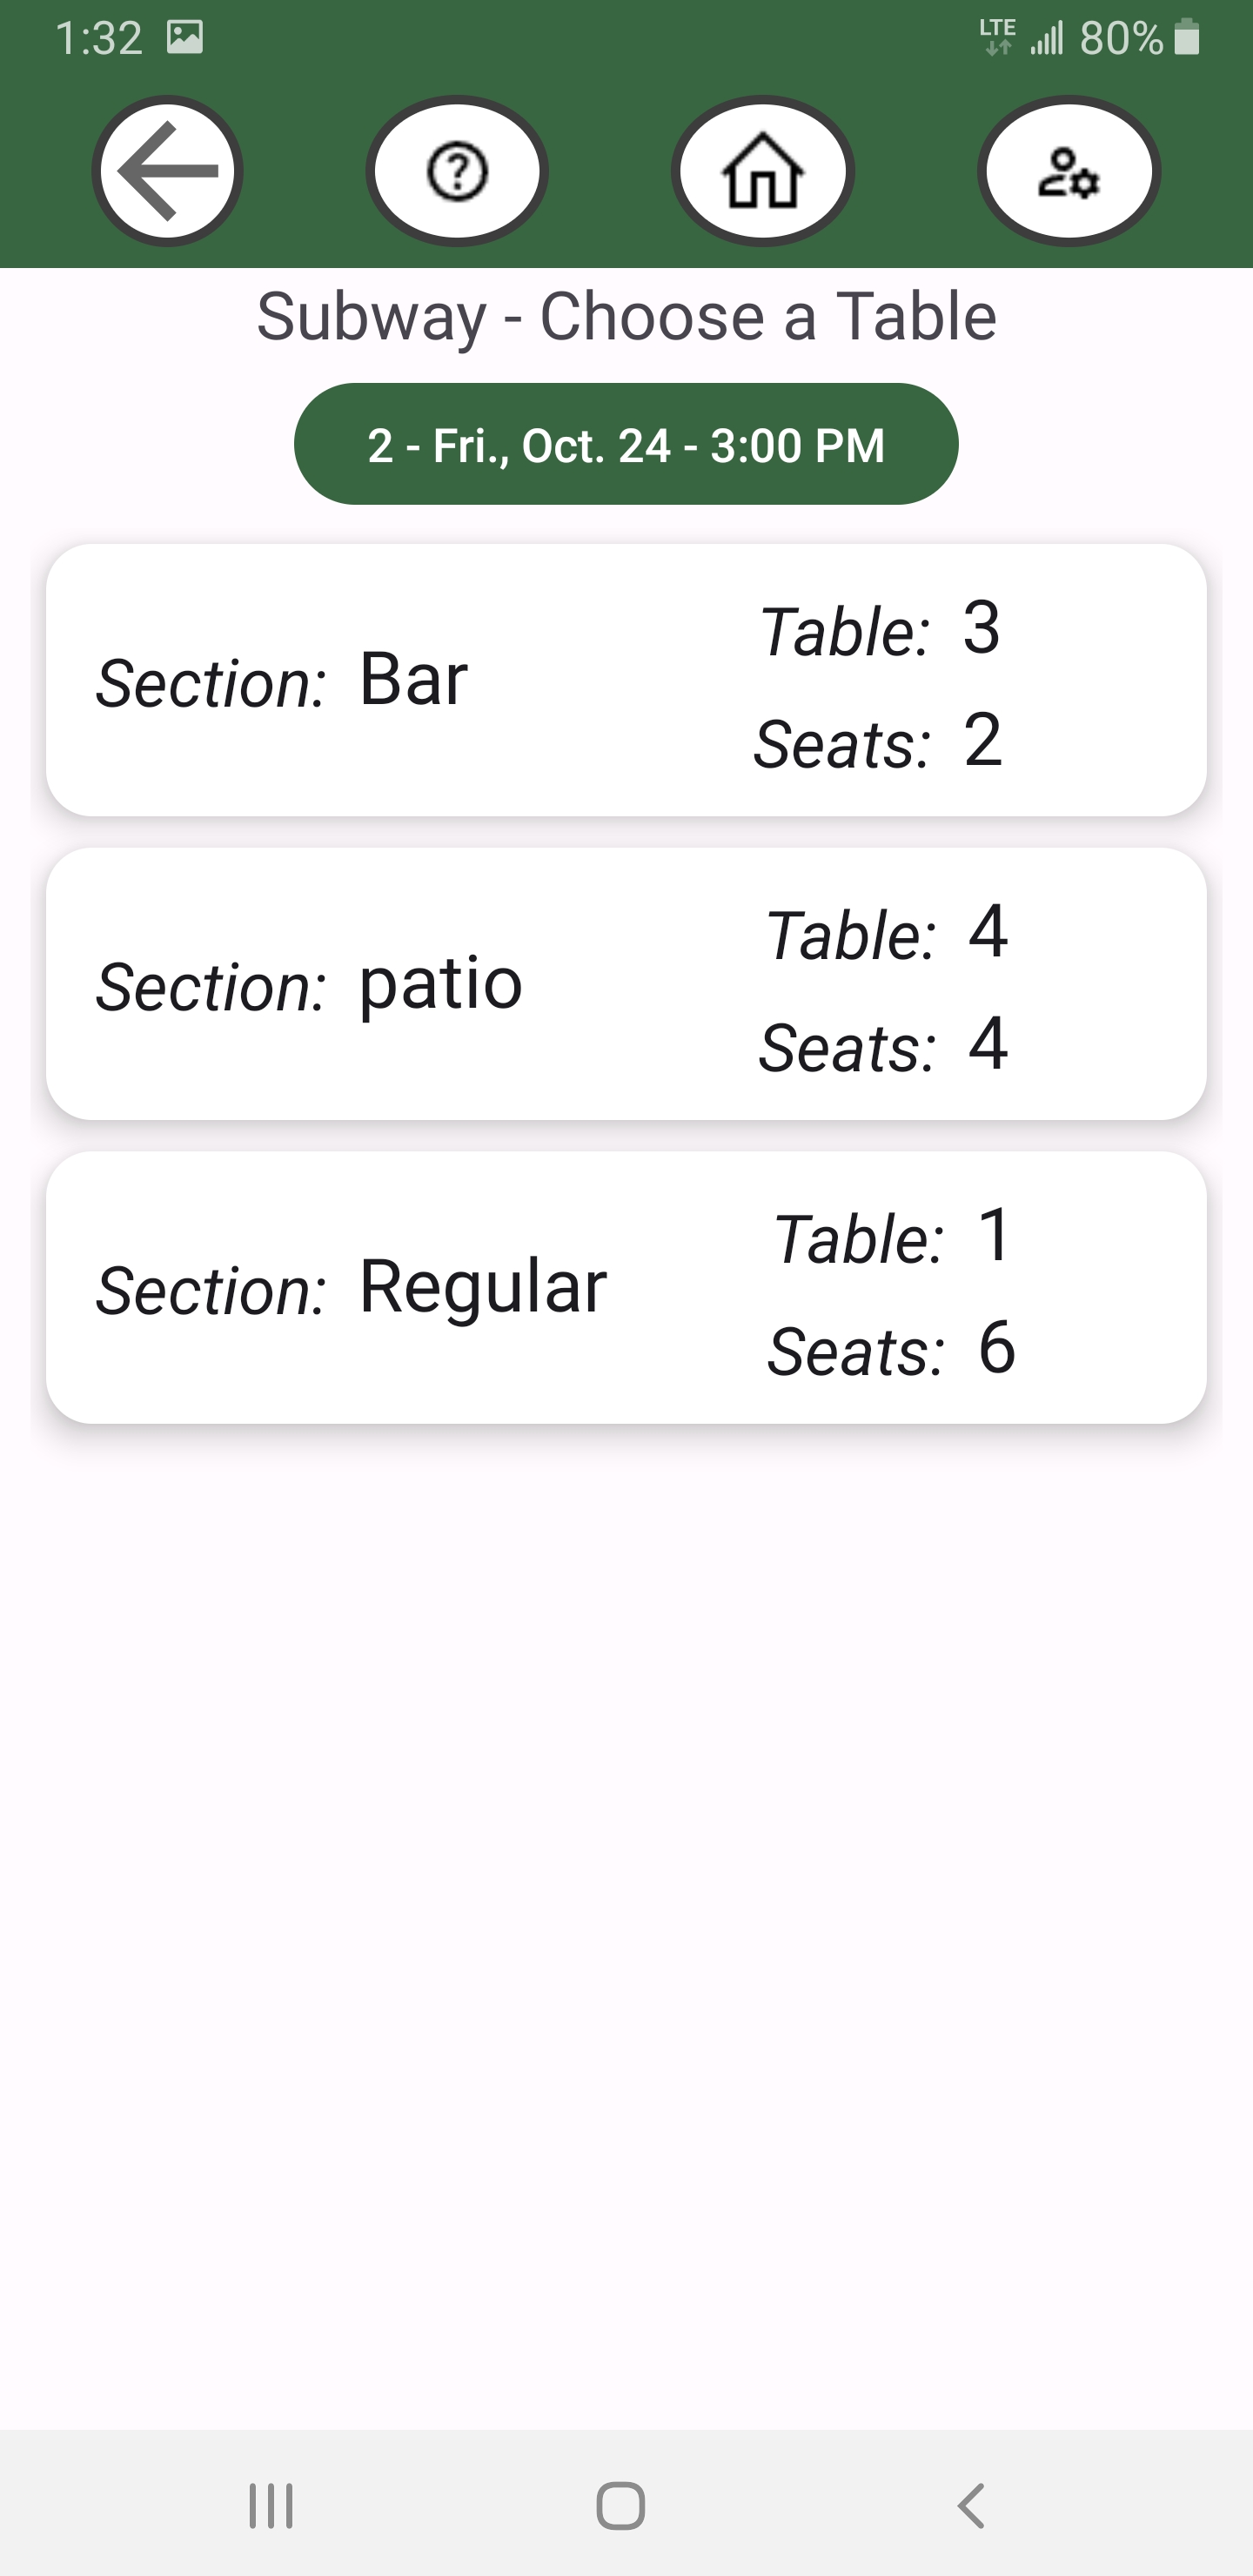 1:32 LTE 80%
?
Subway - Choose a Table
2 - Fri., Oct. 24 - 3:00 PM
Section: Bar
Table: 3
Seats: 2
Section: patio
Table: 4
Seats: 4
Section: Regular
Table: 1
Seats: 6